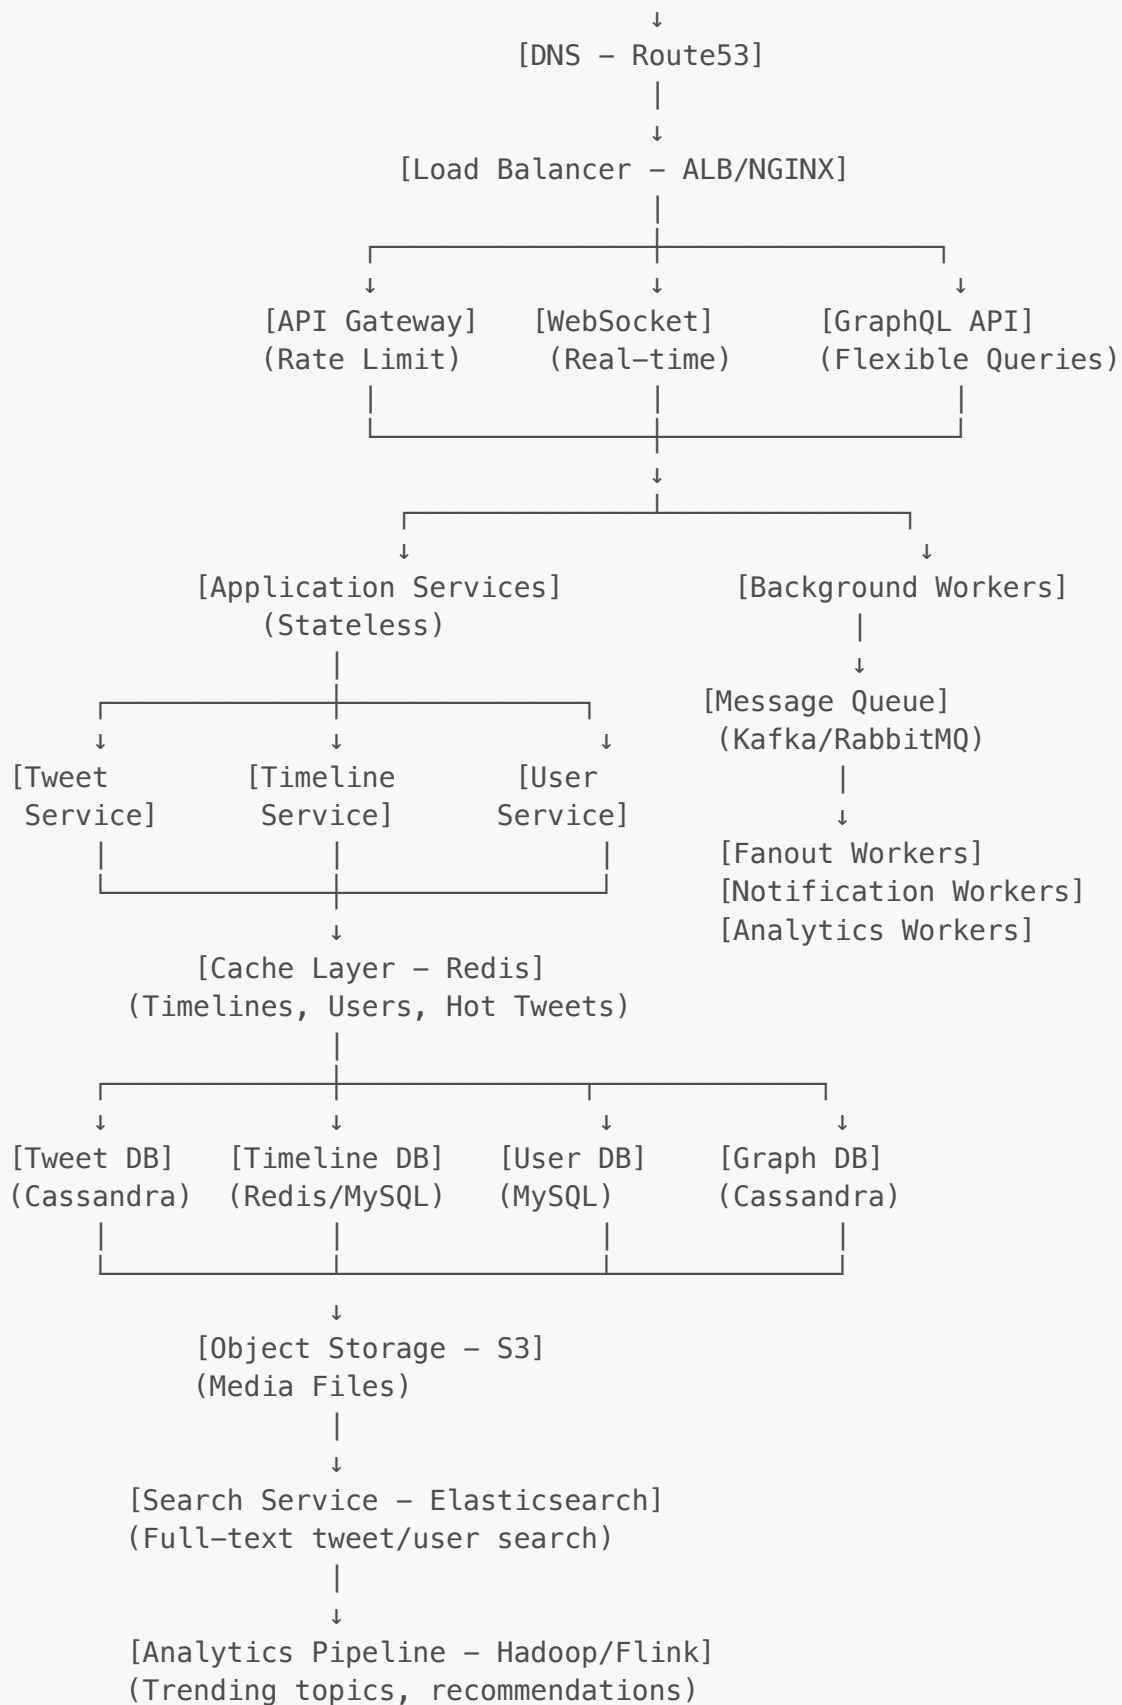 [DNS – Route53]
[Load Balancer – ALB/NGINX]
[API Gateway] [WebSocket] [GraphQL API]
(Rate Limit) (Real-time) (Flexible Queries)
[Application Services] [Background Workers]
(Stateless)
[Message Queue]
(Kafka/RabbitMQ)
[Tweet [Timeline [User
Service] Service] Service]
[Fanout Workers]
[Notification Workers]
[Analytics Workers]
[Cache Layer – Redis]
(Timelines, Users, Hot Tweets)
[Tweet DB] [Timeline DB] [User DB] [Graph DB]
(Cassandra) (Redis/MySQL) (MySQL) (Cassandra)
[Object Storage – S3]
(Media Files)
[Search Service – Elasticsearch]
(Full-text tweet/user search)
[Analytics Pipeline – Hadoop/Flink]
(Trending topics, recommendations)